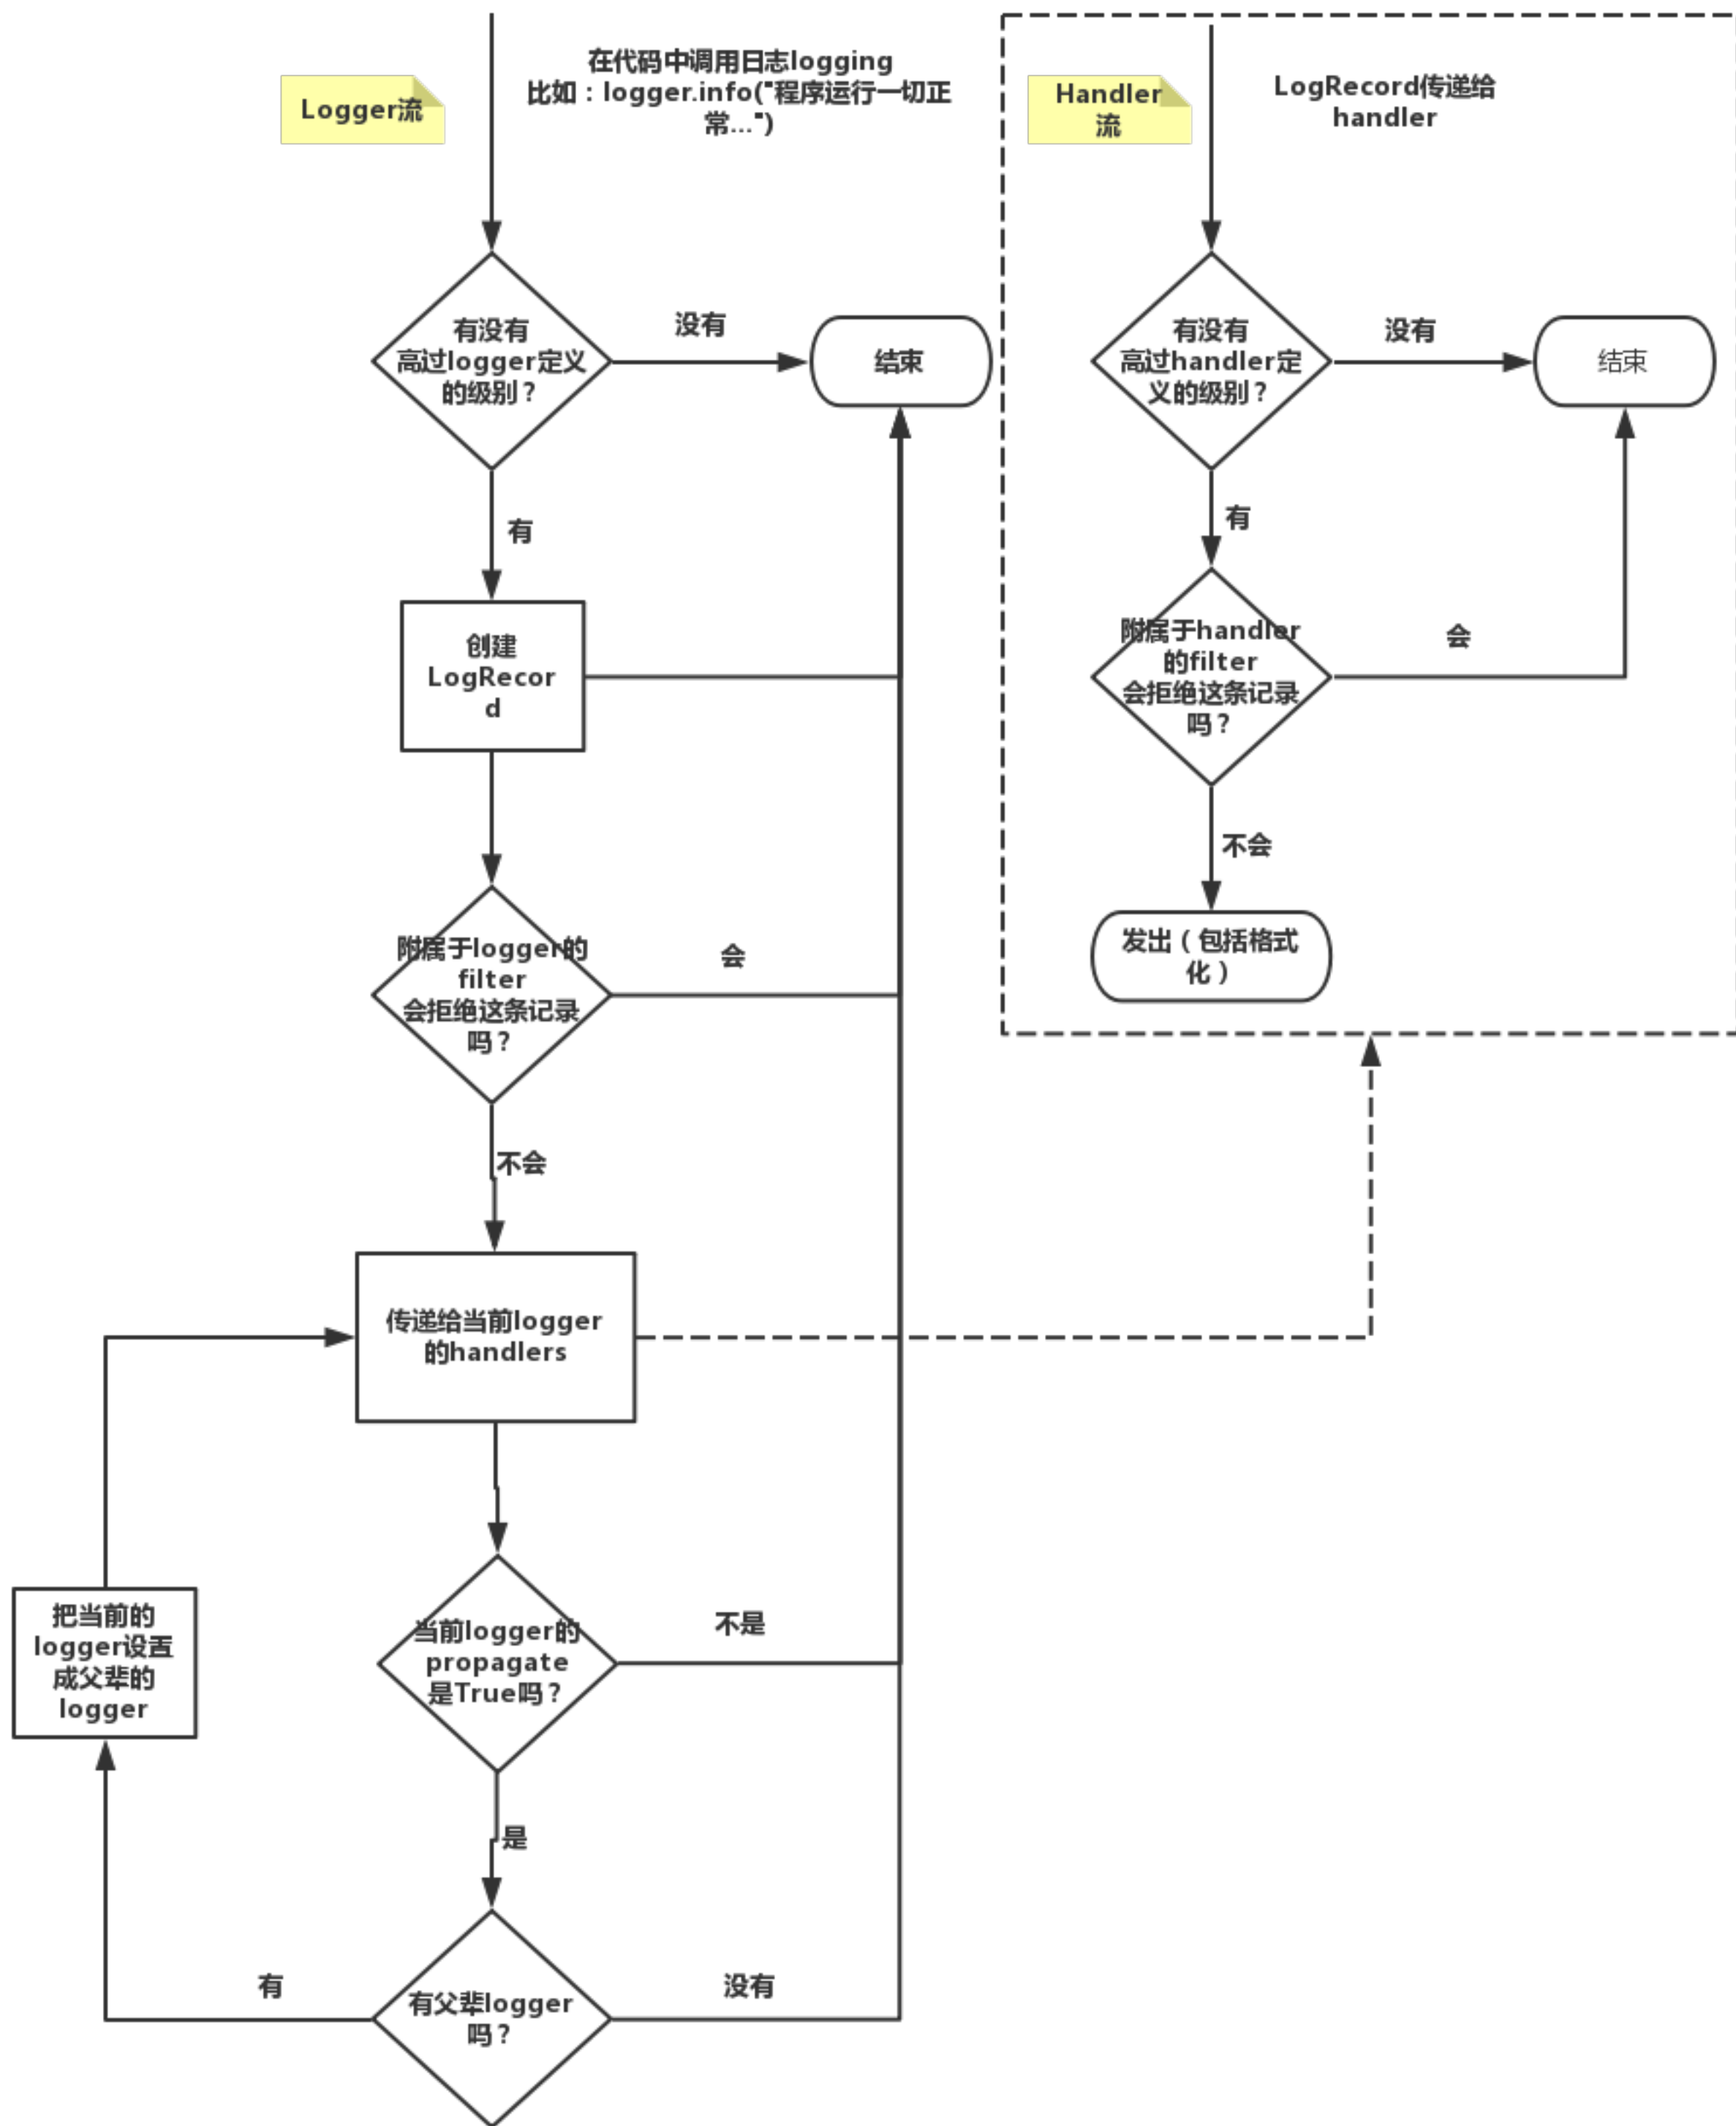 Logger流
在代码中调用日志logging
比如：logger.info("程序运行一切正
常...")
有没有
高过logger定义
的级别？
没有
结束
有
创建
LogRecor
d
附属于logger的
filter
会拒绝这条记录
吗？
会
不会
传递给当前logger
的handlers
当前logger的
propagate
是True吗？
不是
是
有父辈logger
吗？
没有
有
把当前的
logger设置
成父辈的
logger
Handler
流
LogRecord传递给
handler
有没有
高过handler定
义的级别？
没有
结束
有
附属于handler
的filter
会拒绝这条记录
吗？
会
不会
发出（包括格式
化）